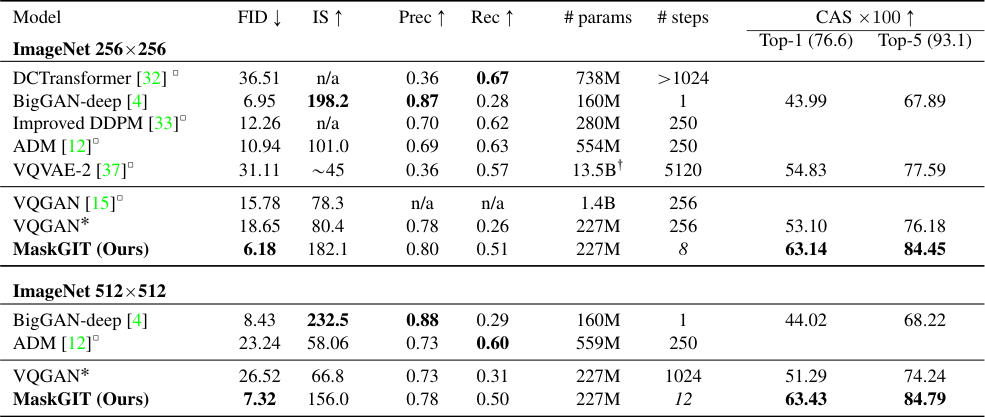 Model FID ↓ IS ↑ Prec ↑ Rec ↑ # params # steps CAS ×100 ↑
ImageNet 256×256 Top-1 (76.6) Top-5 (93.1)
DCTransformer [32] □ 36.51 n/a 0.36 0.67 738M >1024
BigGAN-deep [4] 6.95 198.2 0.87 0.28 160M 1 43.99 67.89
Improved DDPM [33]□ 12.26 n/a 0.70 0.62 280M 250
ADM [12]□ 10.94 101.0 0.69 0.63 554M 250
VQVAE-2 [37]□ 31.11 ∼45 0.36 0.57 13.5B† 5120 54.83 77.59
VQGAN [15]□ 15.78 78.3 n/a n/a 1.4B 256
VQGAN* 18.65 80.4 0.78 0.26 227M 256 53.10 76.18
MaskGIT (Ours) 6.18 182.1 0.80 0.51 227M 8 63.14 84.45
ImageNet 512×512
BigGAN-deep [4] 8.43 232.5 0.88 0.29 160M 1 44.02 68.22
ADM [12]□ 23.24 58.06 0.73 0.60 559M 250
VQGAN* 26.52 66.8 0.73 0.31 227M 1024 51.29 74.24
MaskGIT (Ours) 7.32 156.0 0.78 0.50 227M 12 63.43 84.79